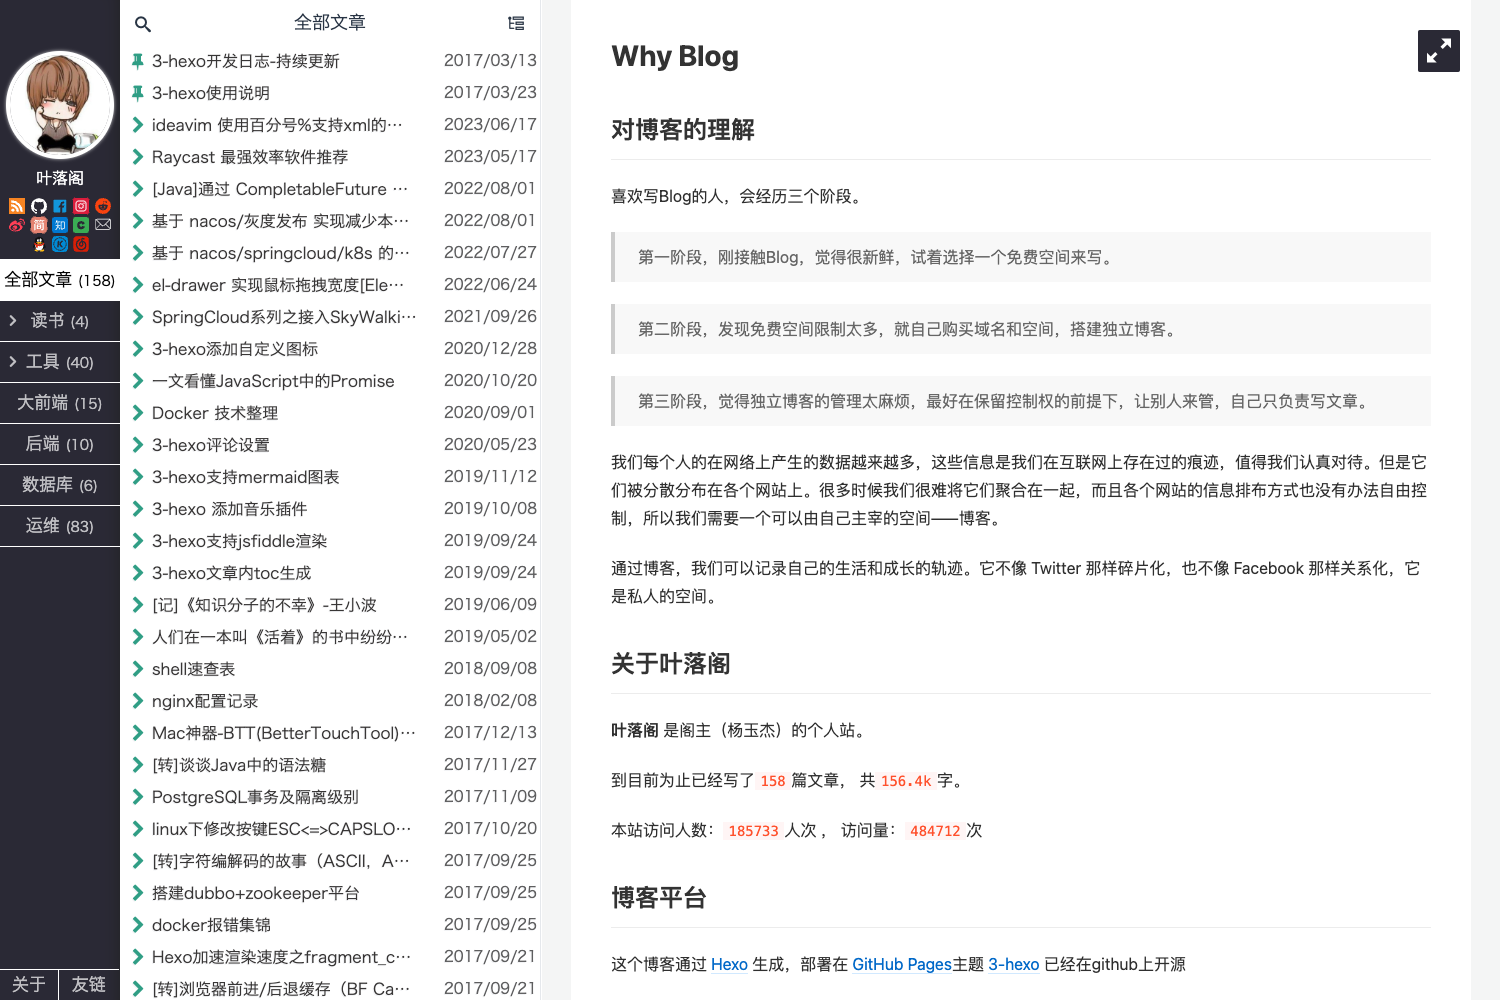 叶落阁
全部文章 (158)
读书 (4)
工具 (40)
大前端 (15)
后端 (10)
数据库 (6)
运维 (83)
关于 友链
全部文章
3-hexo开发日志-持续更新 2017/03/13
3-hexo使用说明 2017/03/23
ideavim 使用百分号%支持xml的… 2023/06/17
Raycast 最强效率软件推荐 2023/05/17
[Java]通过 CompletableFuture … 2022/08/01
基于 nacos/灰度发布 实现减少本… 2022/08/01
基于 nacos/springcloud/k8s 的… 2022/07/27
el-drawer 实现鼠标拖拽宽度[Ele… 2022/06/24
SpringCloud系列之接入SkyWalki… 2021/09/26
3-hexo添加自定义图标 2020/12/28
一文看懂JavaScript中的Promise 2020/10/20
Docker 技术整理 2020/09/01
3-hexo评论设置 2020/05/23
3-hexo支持mermaid图表 2019/11/12
3-hexo 添加音乐插件 2019/10/08
3-hexo支持jsfiddle渲染 2019/09/24
3-hexo文章内toc生成 2019/09/24
[记]《知识分子的不幸》-王小波 2019/06/09
人们在一本叫《活着》的书中纷纷… 2019/05/02
shell速查表 2018/09/08
nginx配置记录 2018/02/08
Mac神器-BTT(BetterTouchTool)… 2017/12/13
[转]谈谈Java中的语法糖 2017/11/27
PostgreSQL事务及隔离级别 2017/11/09
linux下修改按键ESC<=>CAPSLO… 2017/10/20
[转]字符编解码的故事（ASCII，A… 2017/09/25
搭建dubbo+zookeeper平台 2017/09/25
docker报错集锦 2017/09/25
Hexo加速渲染速度之fragment_c… 2017/09/21
[转]浏览器前进/后退缓存（BF Ca… 2017/09/21
Why Blog
对博客的理解
喜欢写Blog的人，会经历三个阶段。
第一阶段，刚接触Blog，觉得很新鲜，试着选择一个免费空间来写。
第二阶段，发现免费空间限制太多，就自己购买域名和空间，搭建独立博客。
第三阶段，觉得独立博客的管理太麻烦，最好在保留控制权的前提下，让别人来管，自己只负责写文章。
我们每个人的在网络上产生的数据越来越多，这些信息是我们在互联网上存在过的痕迹，值得我们认真对待。但是它
们被分散分布在各个网站上。很多时候我们很难将它们聚合在一起，而且各个网站的信息排布方式也没有办法自由控
制，所以我们需要一个可以由自己主宰的空间——博客。
通过博客，我们可以记录自己的生活和成长的轨迹。它不像 Twitter 那样碎片化，也不像 Facebook 那样关系化，它
是私人的空间。
关于叶落阁
叶落阁 是阁主（杨玉杰）的个人站。
到目前为止已经写了 158 篇文章， 共 156.4k 字。
本站访问人数： 185733 人次 ， 访问量： 484712 次
博客平台
这个博客通过 Hexo 生成，部署在 GitHub Pages主题 3-hexo 已经在github上开源